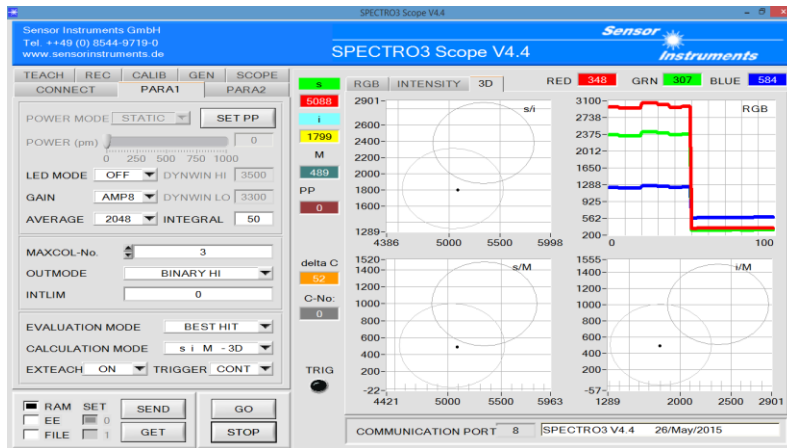 SPECTRO3 Scope V4.4
Sensor Instruments GmbH
Tel. ++49 (0) 8544-9719-0
www.sensorinstruments.de
SPECTRO3 Scope V4.4
Sensor
Instruments
TEACH REC CALIB GEN SCOPE
CONNECT PARA1 PARA2
POWER MODE STATIC SET PP
POWER (pm) 0
0 250 500 750 1000
LED MODE OFF DYNWIN HI 3500
GAIN AMP8 DYNWIN LO 3300
AVERAGE 2048 INTEGRAL 50
MAXCOL-No. 3
OUTMODE BINARY HI
INTLIM 0
EVALUATION MODE BEST HIT
CALCULATION MODE s i M - 3D
EXTEACH ON TRIGGER CONT
RAM SET
EE 0
FILE 1
SEND GO
GET STOP
s
5088
i
1799
M
489
PP
0
delta C
52
C-No:
0
TRIG
RGB INTENSITY 3D
RED 348 GRN 307 BLUE 584
s/i
2901-
2600-
2400-
2200-
2000-
1800-
1600-
1289-
4386 5000 5500 5998
RGB
3100-
2738-
2375-
2012-
1650-
1288-
925-
562-
200-
0 100
s/M
1520-
1400-
1200-
1000-
800-
600-
400-
200-
-22-
4421 5000 5500 5963
i/M
1555-
1400-
1200-
1000-
800-
600-
400-
200-
-57-
1289 2000 2500 2901
COMMUNICATION PORT 8 SPECTRO3 V4.4 26/May/2015